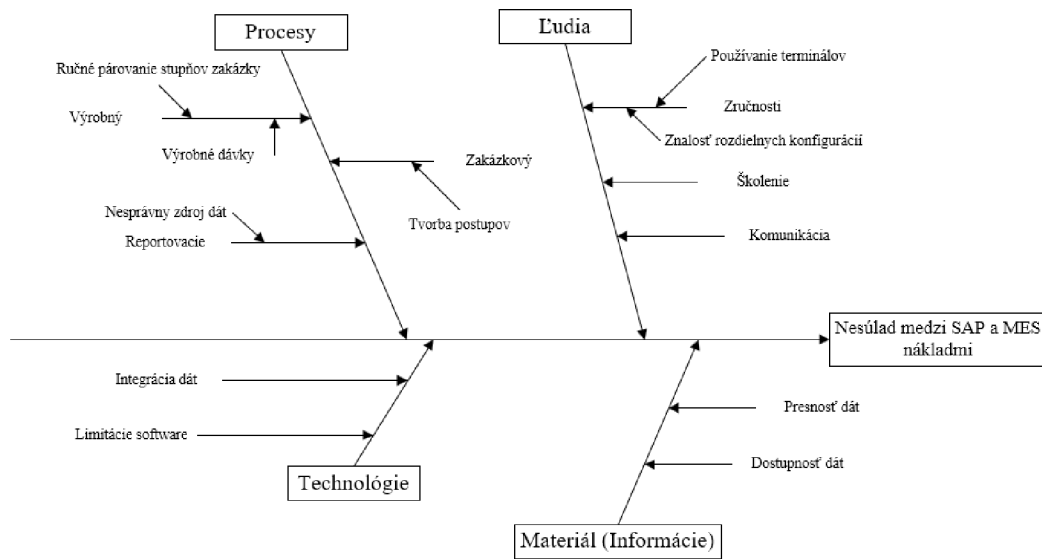 Procesy
Ľudia
Ručné párovanie stupňov zakázky
Výrobný
Výrobné dávky
Zakázkový
Tvorba postupov
Nesprávny zdroj dát
Reportovacie
Používanie terminálov
Zručnosti
Znalosť rozdielnych konfigurácií
Školenie
Komunikácia
Nesúlad medzi SAP a MES
nákladmi
Integrácia dát
Limitácie software
Technológie
Presnosť dát
Dostupnosť dát
Materiál (Informácie)